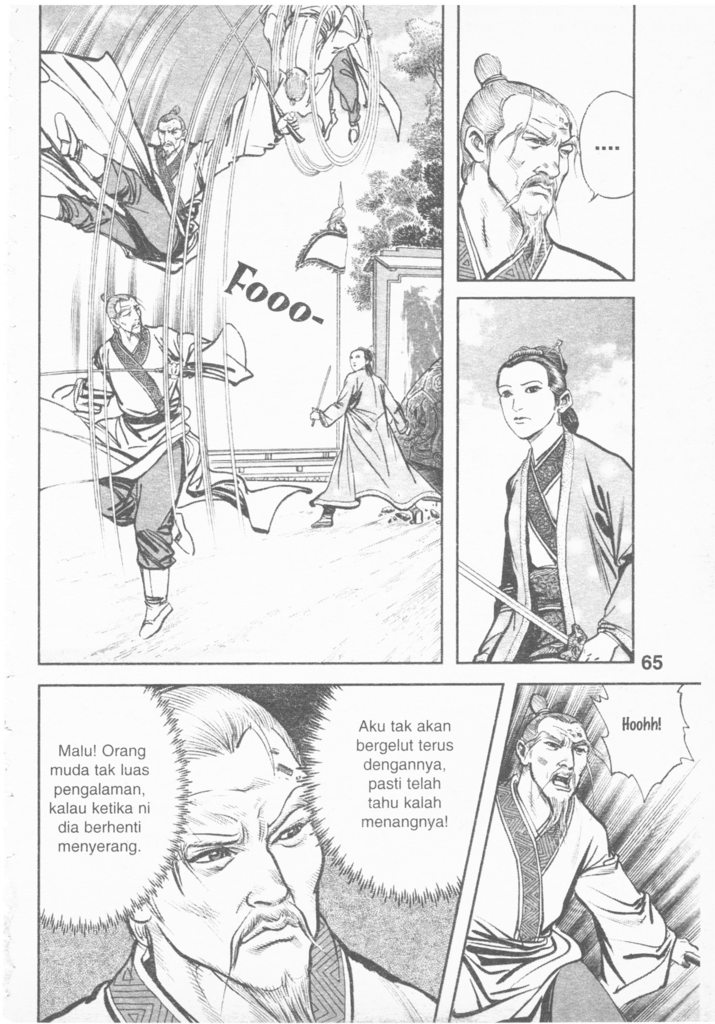 ....
Fooo-
65
Aku tak akan
bergelut terus
dengannya,
pasti telah
tahu kalah
menangnya!
Malu! Orang
muda tak luas
pengalaman,
kalau ketika ni
dia berhenti
menyerang.
Hoohh!